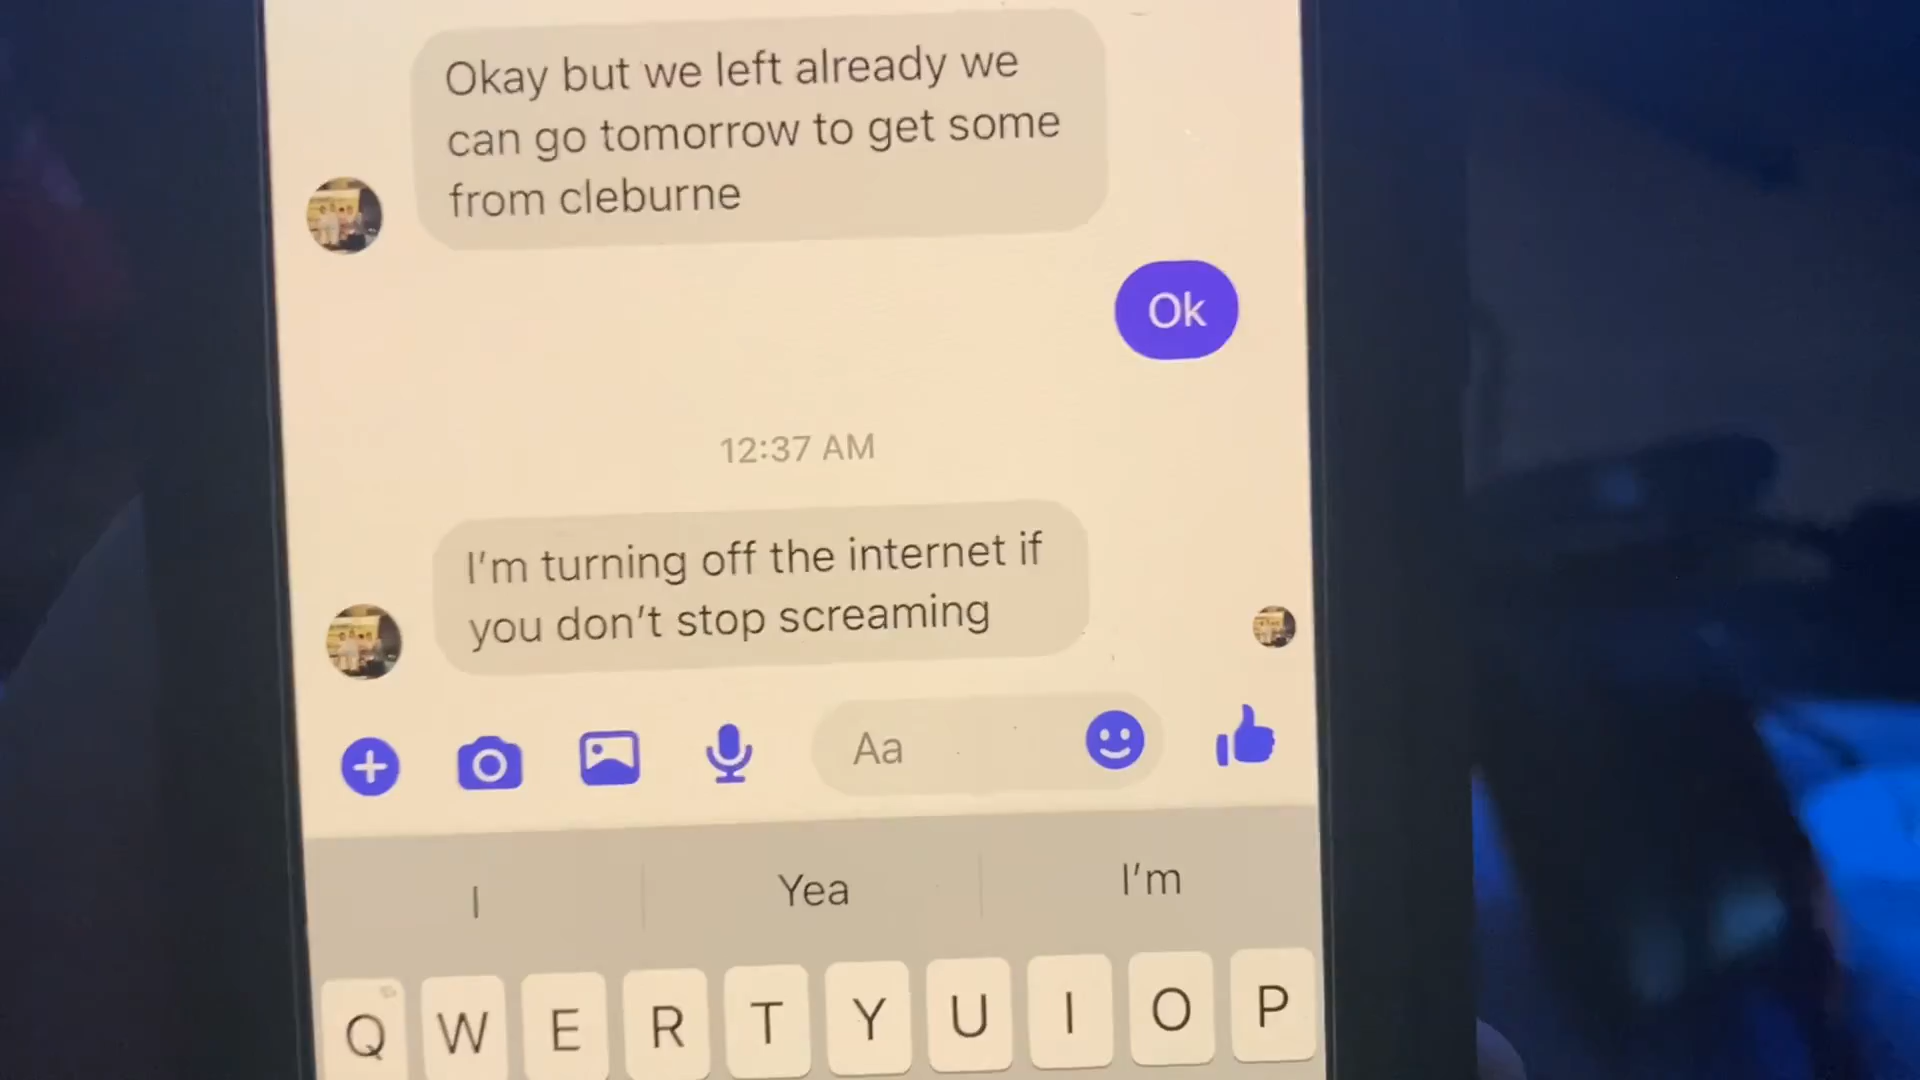 Okay but we left already we
can go tomorrow to get some
from cleburne
Ok
12:37 AM
I'm turning off the internet if
you don't stop screaming
Aa
I Yea I'm
Q W E R T Y U I O P